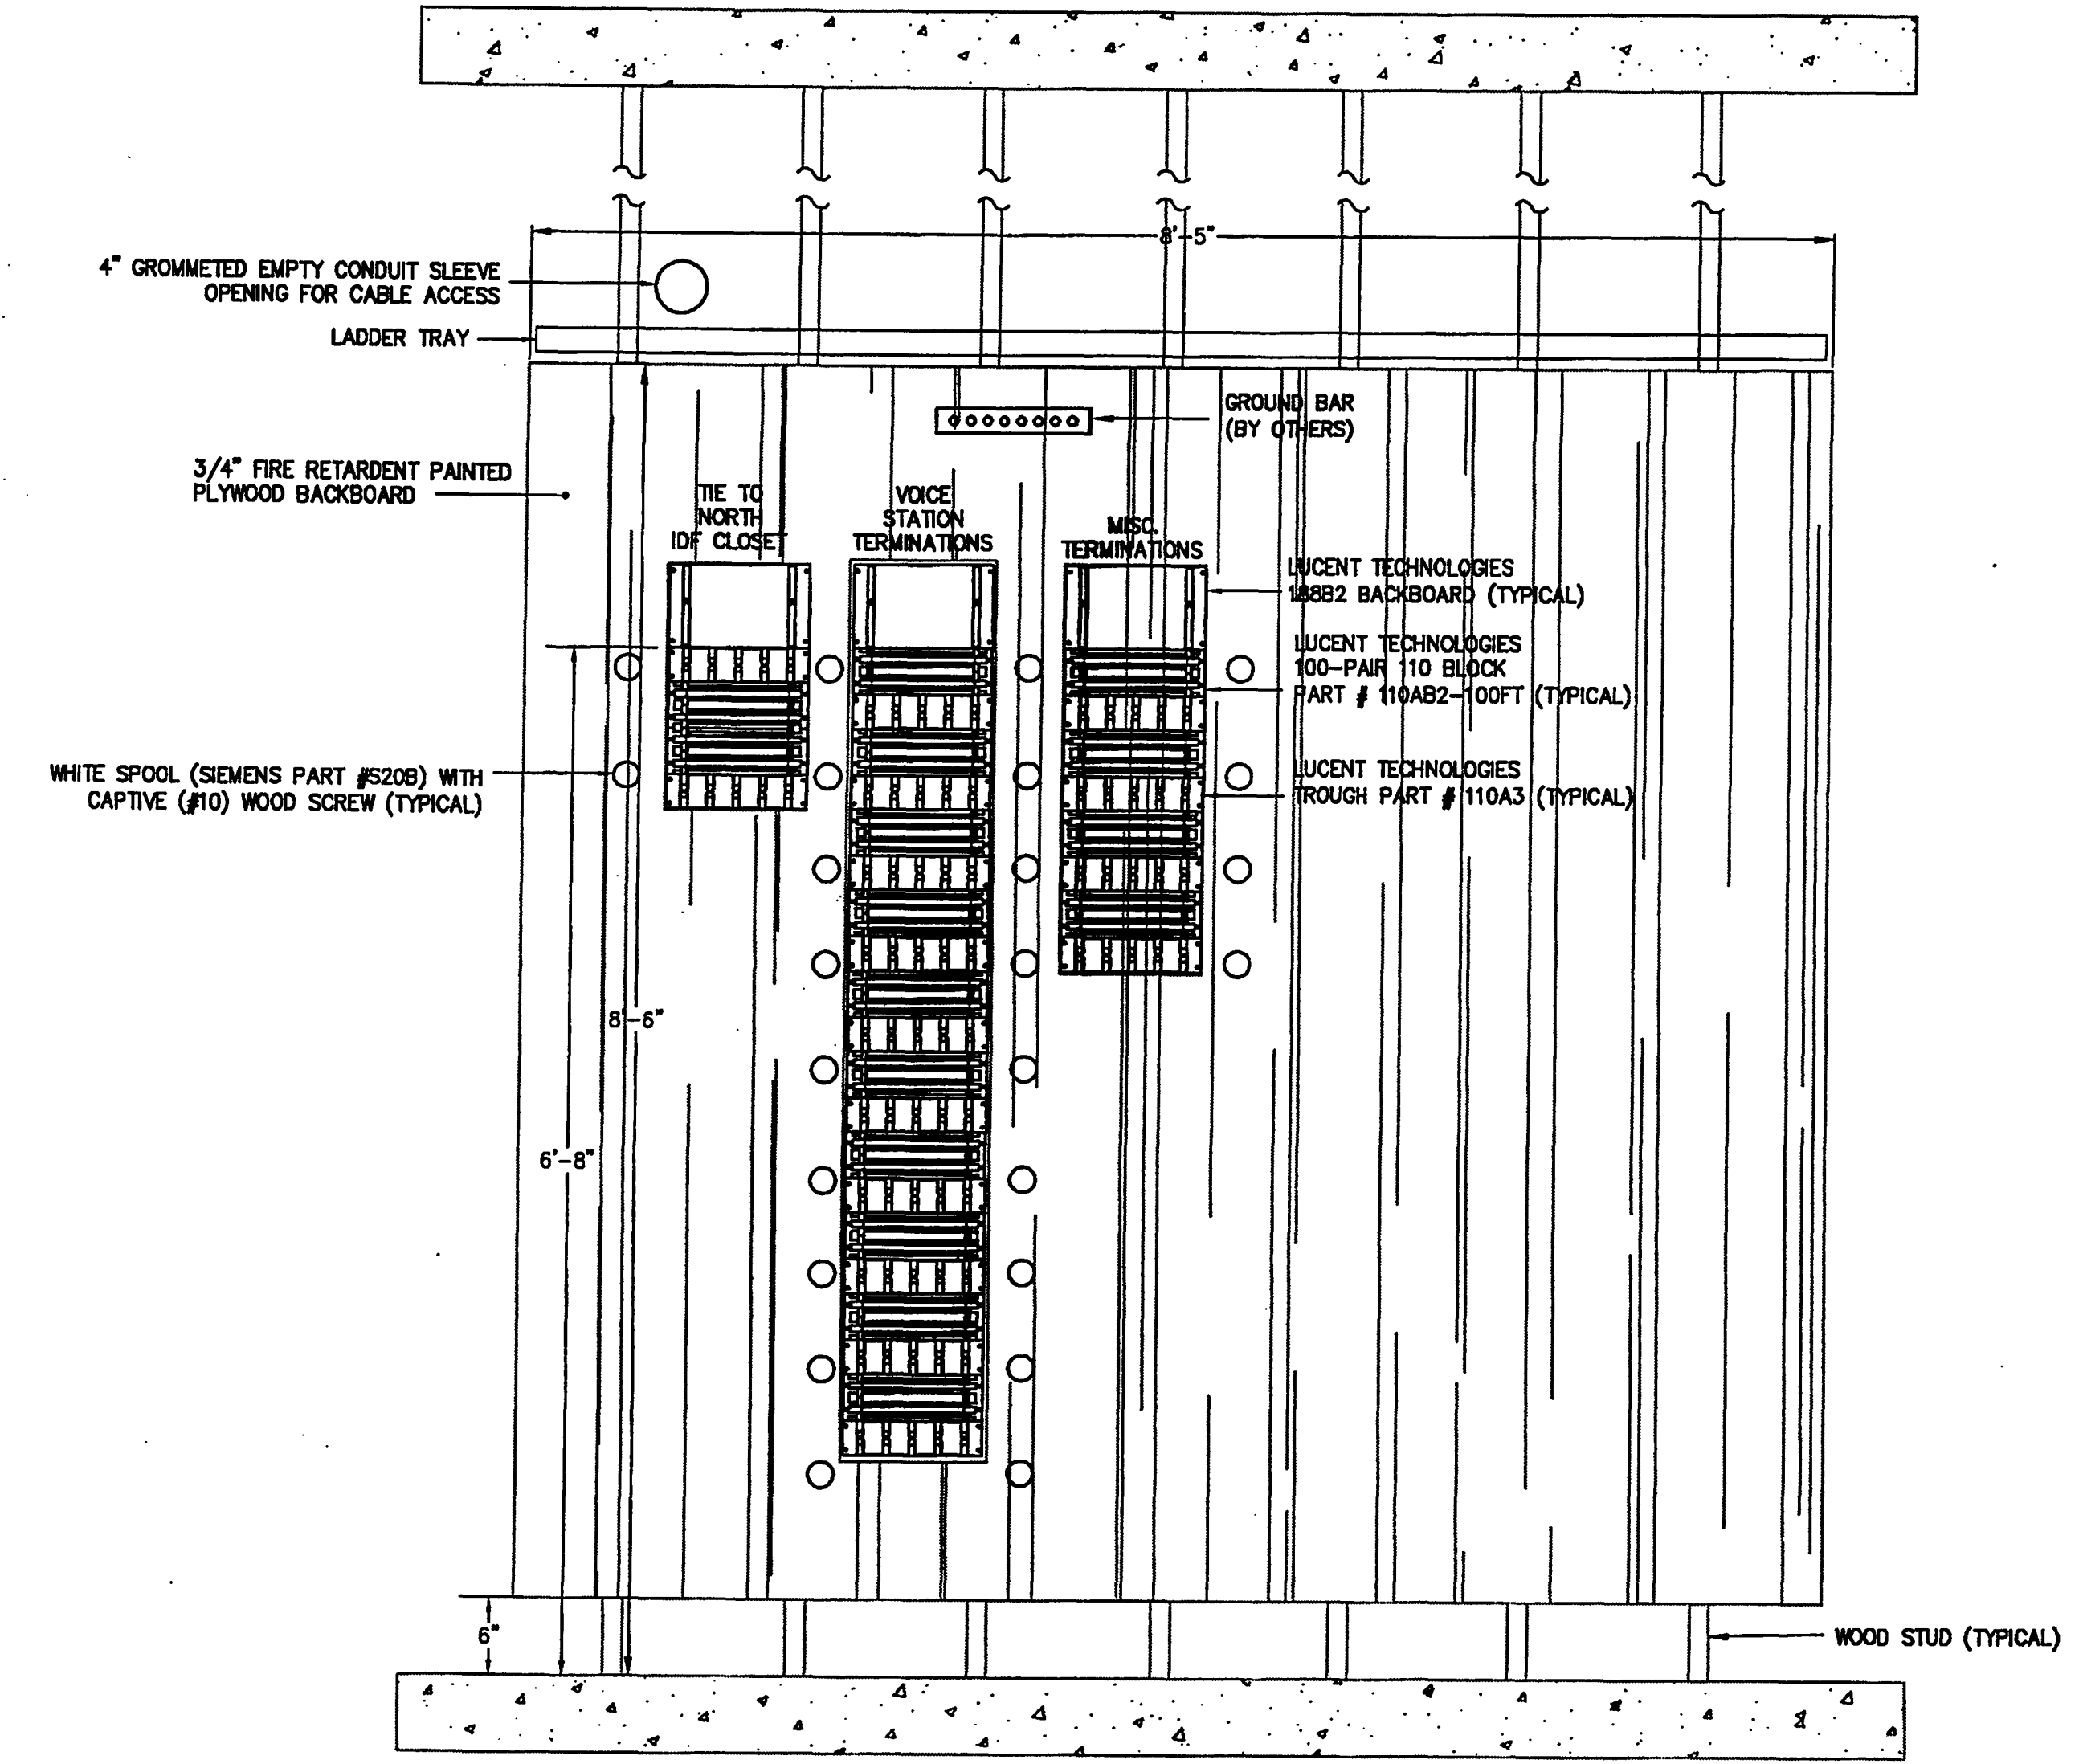 8'-5"
4" GROMMETED EMPTY CONDUIT SLEEVE
OPENING FOR CABLE ACCESS
LADDER TRAY
GROUND BAR
(BY OTHERS)
3/4" FIRE RETARDENT PAINTED
PLYWOOD BACKBOARD
TIE TO
NORTH
IDF CLOSET
VOICE
STATION
TERMINATIONS
MISC.
TERMINATIONS
LUCENT TECHNOLOGIES
188B2 BACKBOARD (TYPICAL)
LUCENT TECHNOLOGIES
100-PAIR 110 BLOCK
PART # 110AB2-100FT (TYPICAL)
WHITE SPOOL (SIEMENS PART #S20B) WITH
CAPTIVE (#10) WOOD SCREW (TYPICAL)
LUCENT TECHNOLOGIES
TROUGH PART # 110A3 (TYPICAL)
8'-6"
6'-8"
6"
WOOD STUD (TYPICAL)